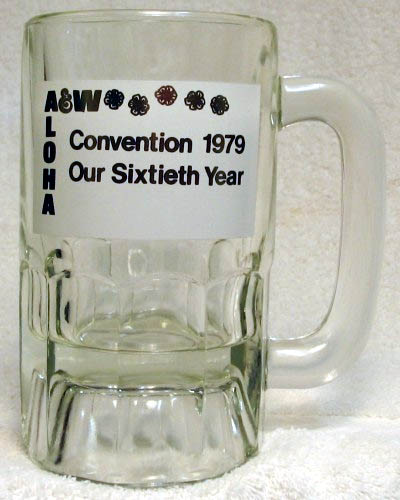 A&W
ALOHA
Convention 1979
Our Sixtieth Year